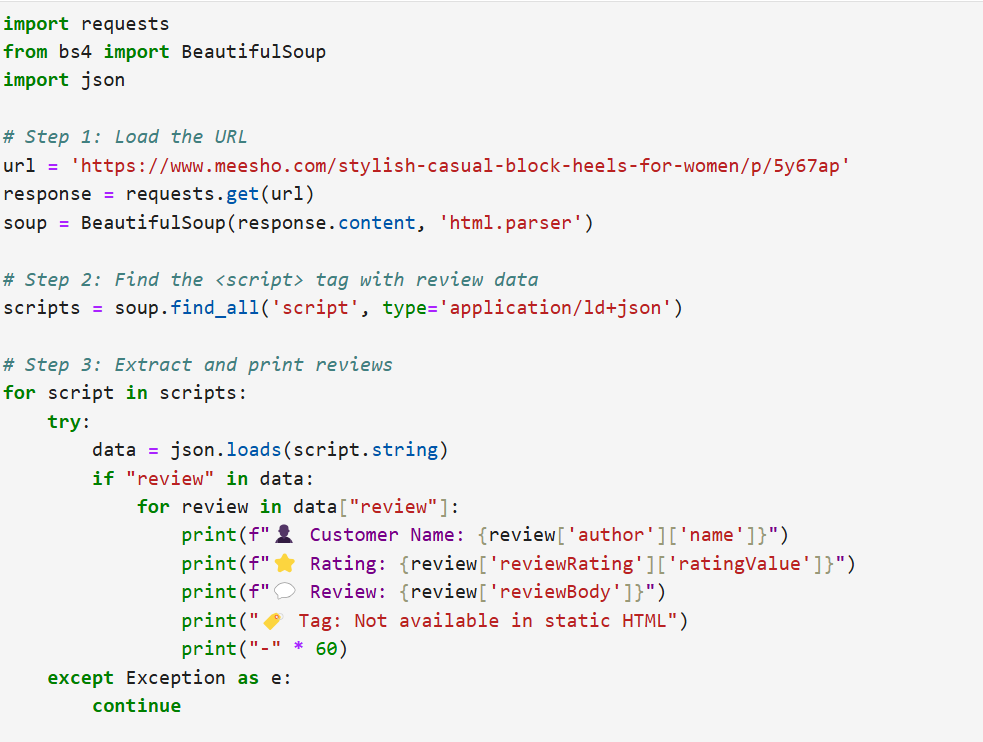 import requests
from bs4 import BeautifulSoup
import json

# Step 1: Load the URL
url = 'https://www.meesho.com/stylish-casual-block-heels-for-women/p/5y67ap'
response = requests.get(url)
soup = BeautifulSoup(response.content, 'html.parser')

# Step 2: Find the <script> tag with review data
scripts = soup.find_all('script', type='application/ld+json')

# Step 3: Extract and print reviews
for script in scripts:
    try:
        data = json.loads(script.string)
        if "review" in data:
            for review in data["review"]:
                print(f"👤 Customer Name: {review['author']['name']}")
                print(f"⭐ Rating: {review['reviewRating']['ratingValue']}")
                print(f"💬 Review: {review['reviewBody']}")
                print("🏷️ Tag: Not available in static HTML")
                print("-" * 60)
    except Exception as e:
        continue